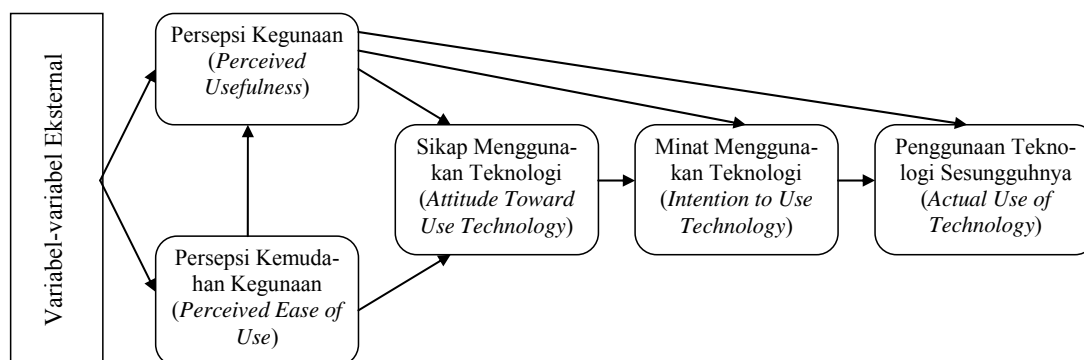 Variabel-variabel Eksternal
Persepsi Kegunaan
(Perceived
Usefulness)
Persepsi Kemuda-
han Kegunaan
(Perceived Ease of
Use)
Sikap Mengguna-
kan Teknologi
(Attitude Toward
Use Technology)
Minat Mengguna-
kan Teknologi
(Intention to Use
Technology)
Penggunaan Tekno-
logi Sesungguhnya
(Actual Use of
Technology)